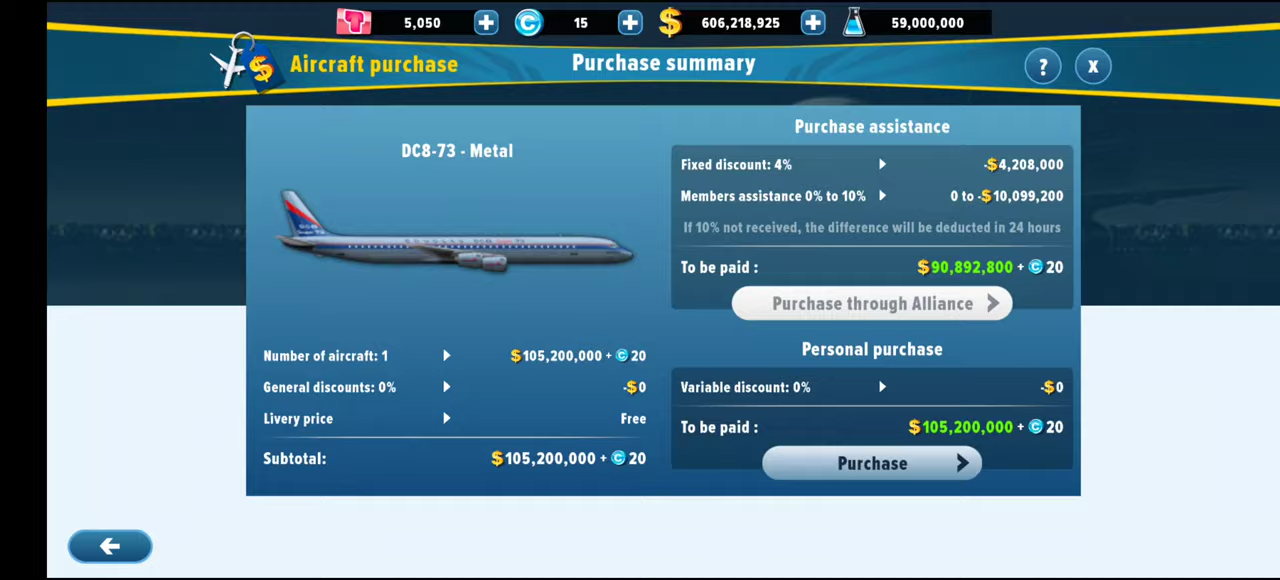 5,050 15 606,218,925 59,000,000
Aircraft purchase Purchase summary ? X
DC8-73 - Metal
Number of aircraft: 1 $105,200,000 + C 20
General discounts: 0% -$0
Livery price Free
Subtotal: $105,200,000 + C 20
Purchase assistance
Fixed discount: 4% -$4,208,000
Members assistance 0% to 10% 0 to -$10,099,200
If 10% not received, the difference will be deducted in 24 hours
To be paid : $90,892,800 + C 20
Purchase through Alliance
Personal purchase
Variable discount: 0% -$0
To be paid : $105,200,000 + C 20
Purchase